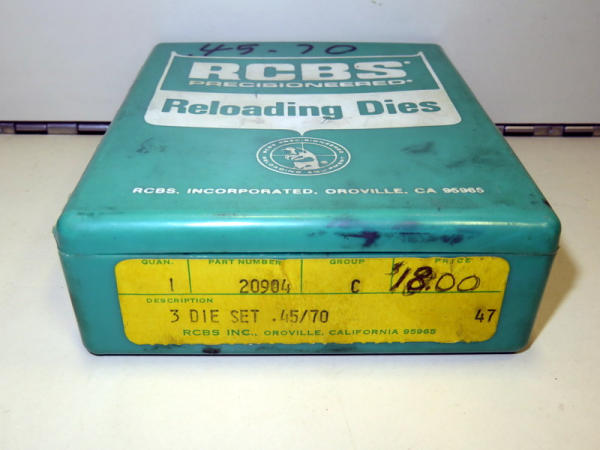 .45-70
RCBS®
PRECISIONEERED®
Reloading Dies
RCBS, INCORPORATED, OROVILLE, CA 95965
QUAN. PART NUMBER GROUP PRICE
1 20904 C 18.00
DESCRIPTION
3 DIE SET .45/70 47
RCBS INC., OROVILLE, CALIFORNIA 95965